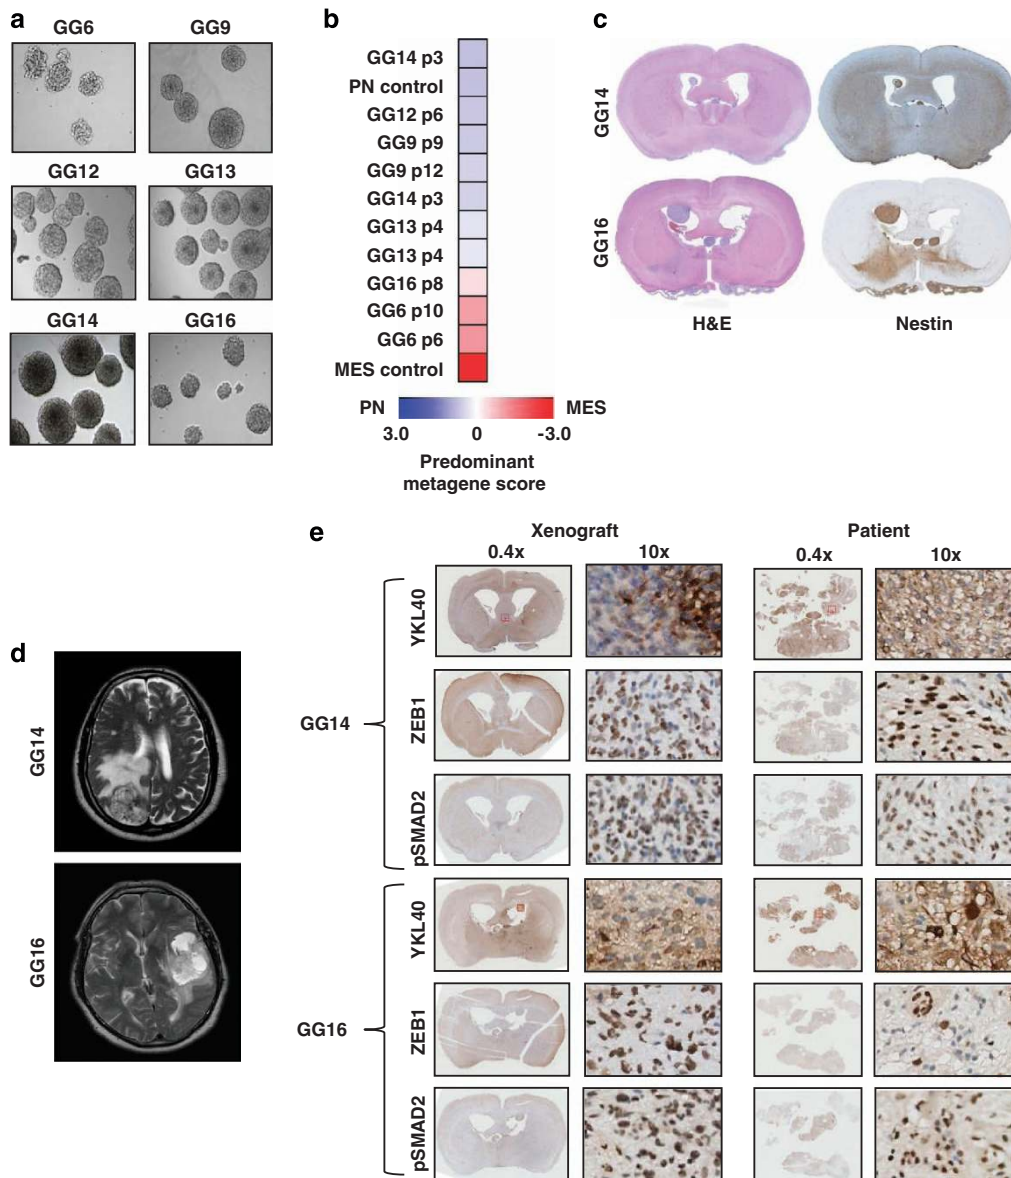 a
GG6 GG9
GG12 GG13
GG14 GG16
b
GG14 p3
PN control
GG12 p6
GG9 p9
GG9 p12
GG14 p3
GG13 p4
GG13 p4
GG16 p8
GG6 p10
GG6 p6
MES control
PN MES
3.0 0 -3.0
Predominant
metagene score
c
GG14
GG16
H&E Nestin
d
GG14
GG16
e
Xenograft Patient
0.4x 10x 0.4x 10x
GG14
YKL40
ZEB1
pSMAD2
GG16
YKL40
ZEB1
pSMAD2